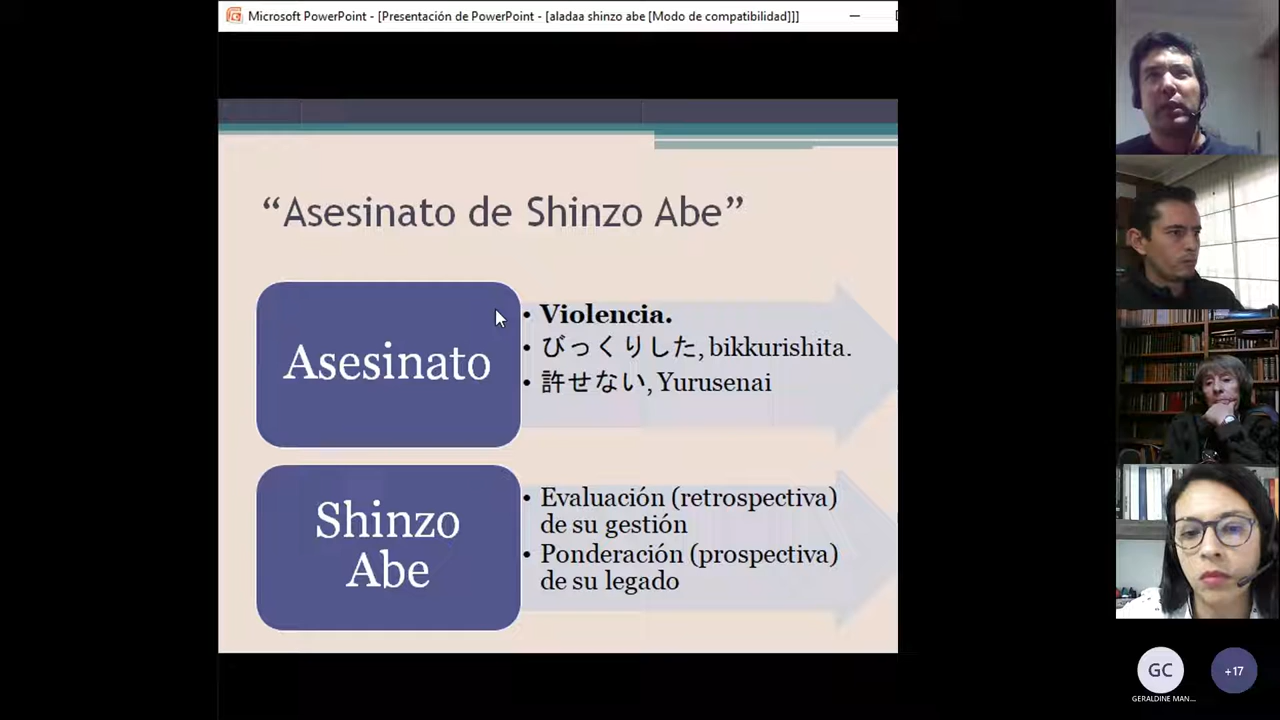 Microsoft PowerPoint - [Presentación de PowerPoint - [aladaa shinzo abe [Modo de compatibilidad]]]
“Asesinato de Shinzo Abe”
Asesinato
• Violencia.
• びっくりした, bikkurishita.
• 許せない, Yurusenai
Shinzo
Abe
• Evaluación (retrospectiva)
de su gestión
• Ponderación (prospectiva)
de su legado
GC
GERALDINE MAN...
+17